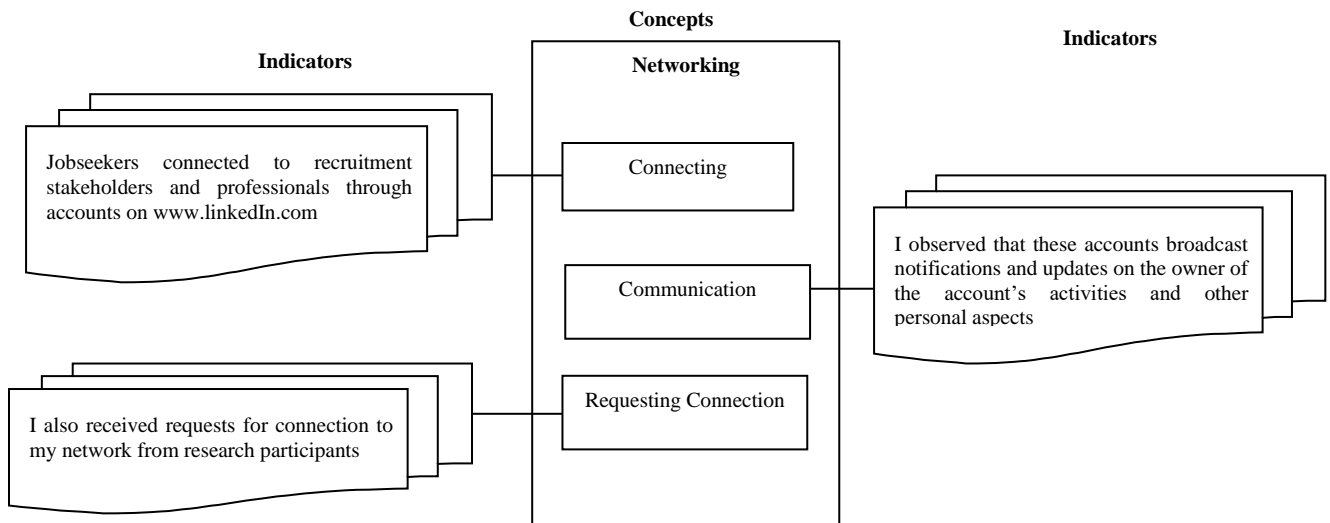 Concepts
Indicators
Indicators
Networking
Jobseekers connected to recruitment
stakeholders and professionals through
accounts on www.linkedIn.com
Connecting
I observed that these accounts broadcast
notifications and updates on the owner of
the account's activities and other
personal aspects
Communication
Requesting Connection
I also received requests for connection to
my network from research participants